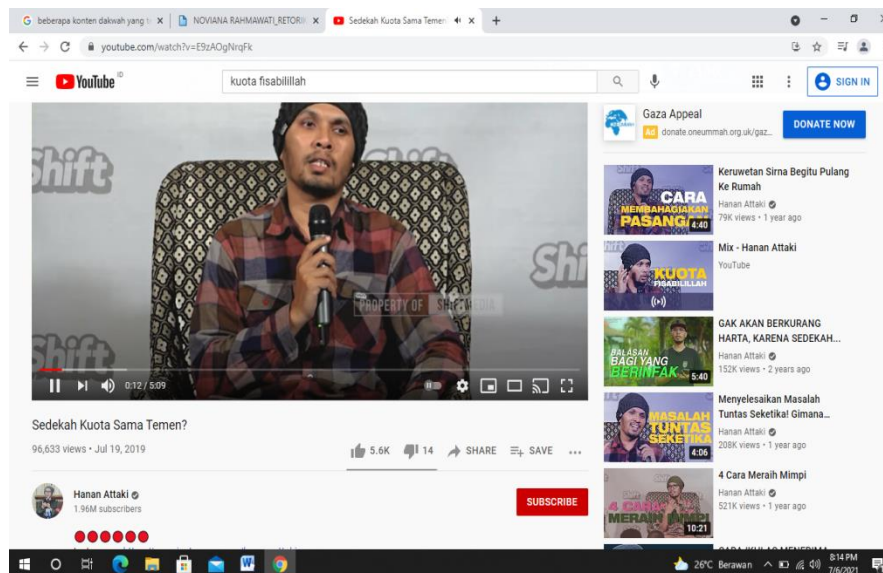 beberapa konten dakwah yang t
NOVIANA RAHMAWATI_RETORI
Sedekah Kuota Sama Temen
youtube.com/watch?v=E9zAOgNrqFk
YouTube ID
kuota fisabilillah
SIGN IN
Shift
Shift
Shi
Shift
PROPERTY OF SHIFTMEDIA
0:12 / 5:09
Sedekah Kuota Sama Temen?
96,633 views • Jul 19, 2019
5.6K 14 SHARE SAVE
Hanan Attaki
1.96M subscribers
SUBSCRIBE
Gaza Appeal
Ad donate.oneummah.org.uk/gaz...
DONATE NOW
CARA
MEMBAHAGIAKAN
PASANGAN
4:40
Keruwetan Sirna Begitu Pulang
Ke Rumah
Hanan Attaki
79K views • 1 year ago
KUOTA
FISABILILLAH
Mix - Hanan Attaki
YouTube
BALASAN
BAGI YANG
BERINFAK
5:40
GAK AKAN BERKURANG
HARTA, KARENA SEDEKAH...
Hanan Attaki
152K views • 2 years ago
MASALAH
TUNTAS
SEKETIKA
4:06
Menyelesaikan Masalah
Tuntas Seketika! Gimana...
Hanan Attaki
208K views • 1 year ago
4 CARA
MERAIH MIMPI
10:21
4 Cara Meraih Mimpi
Hanan Attaki
521K views • 1 year ago
26°C Berawan
8:14 PM
7/6/2021